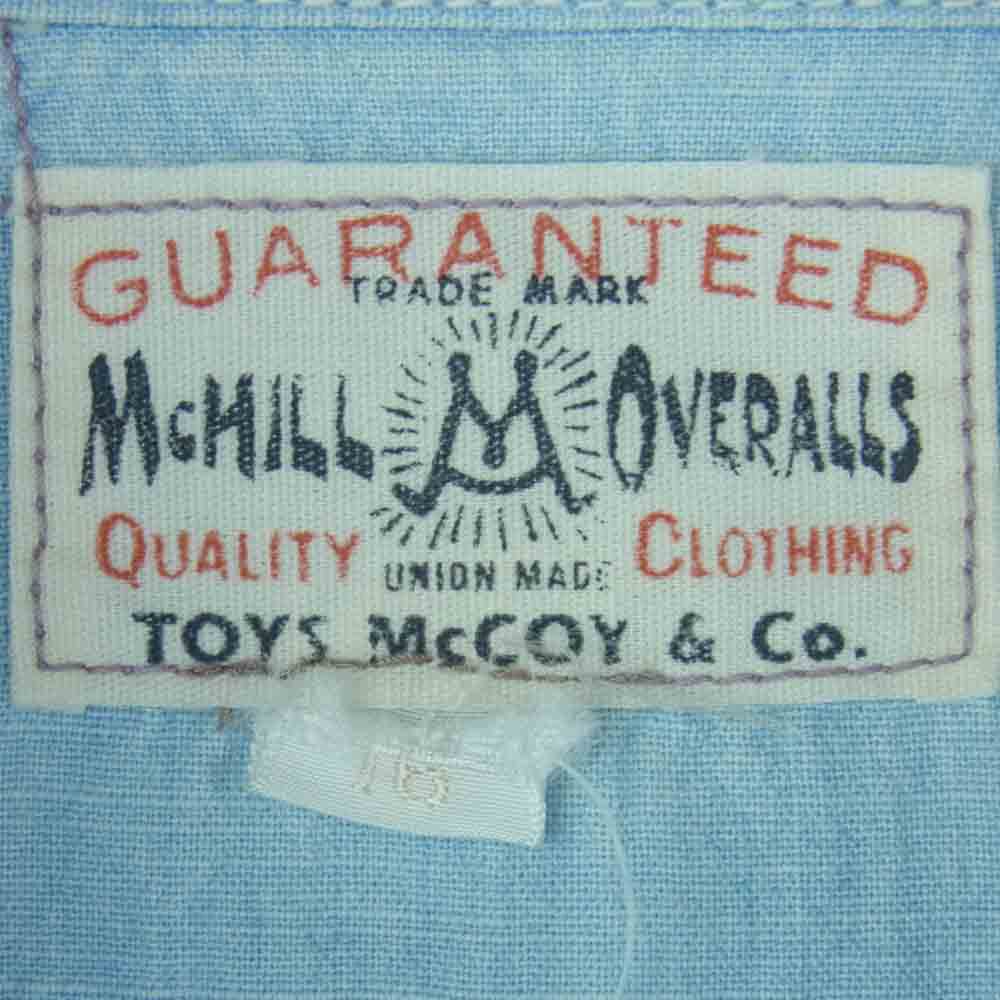 GUARANTEED
TRADE MARK
McHILL M OVERALLS
QUALITY CLOTHING
UNION MADE
TOYS McCOY & Co.